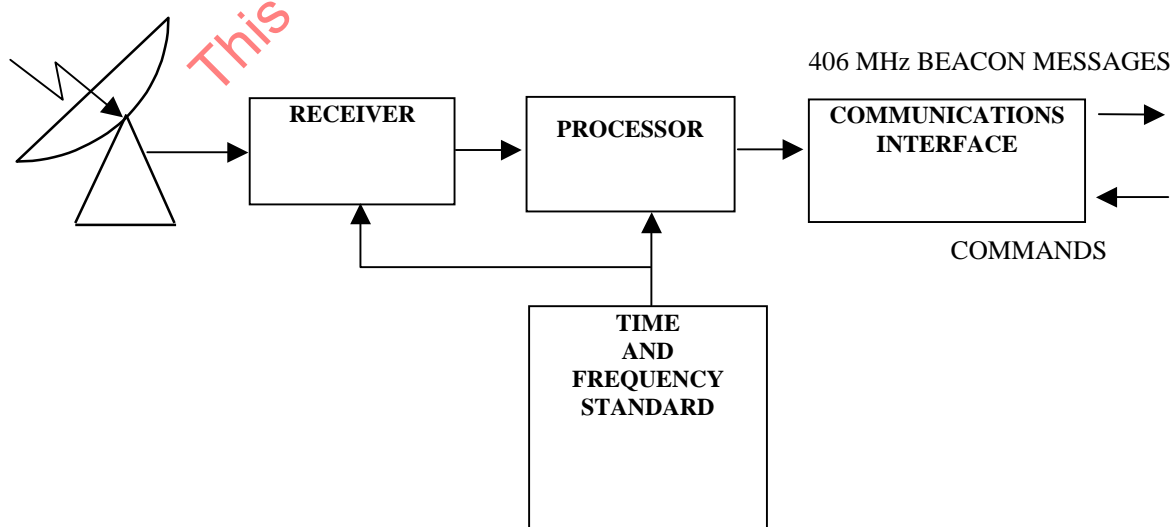 This
406 MHz BEACON MESSAGES
RECEIVER
PROCESSOR
COMMUNICATIONS
INTERFACE
COMMANDS
TIME
AND
FREQUENCY
STANDARD